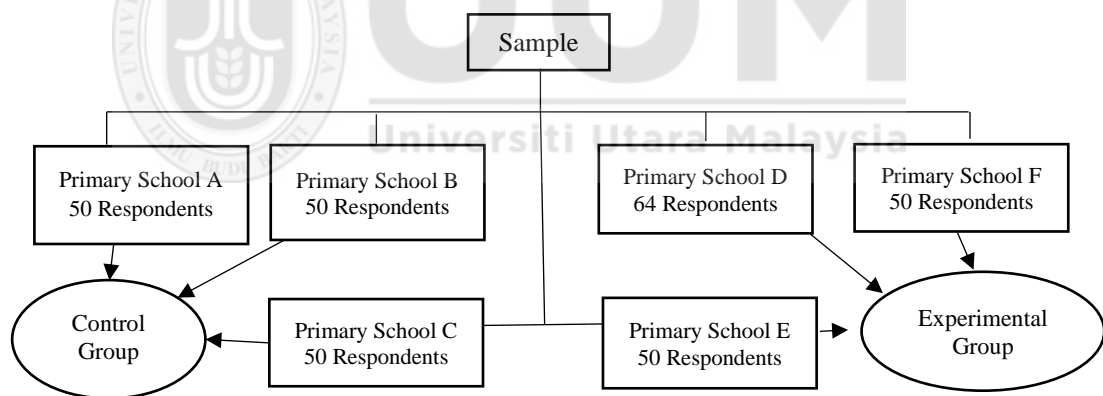 Sample
UUM
Universiti Utara Malaysia
Primary School A
50 Respondents
Primary School B
50 Respondents
Primary School D
64 Respondents
Primary School F
50 Respondents
Control
Group
Primary School C
50 Respondents
Primary School E
50 Respondents
Experimental
Group